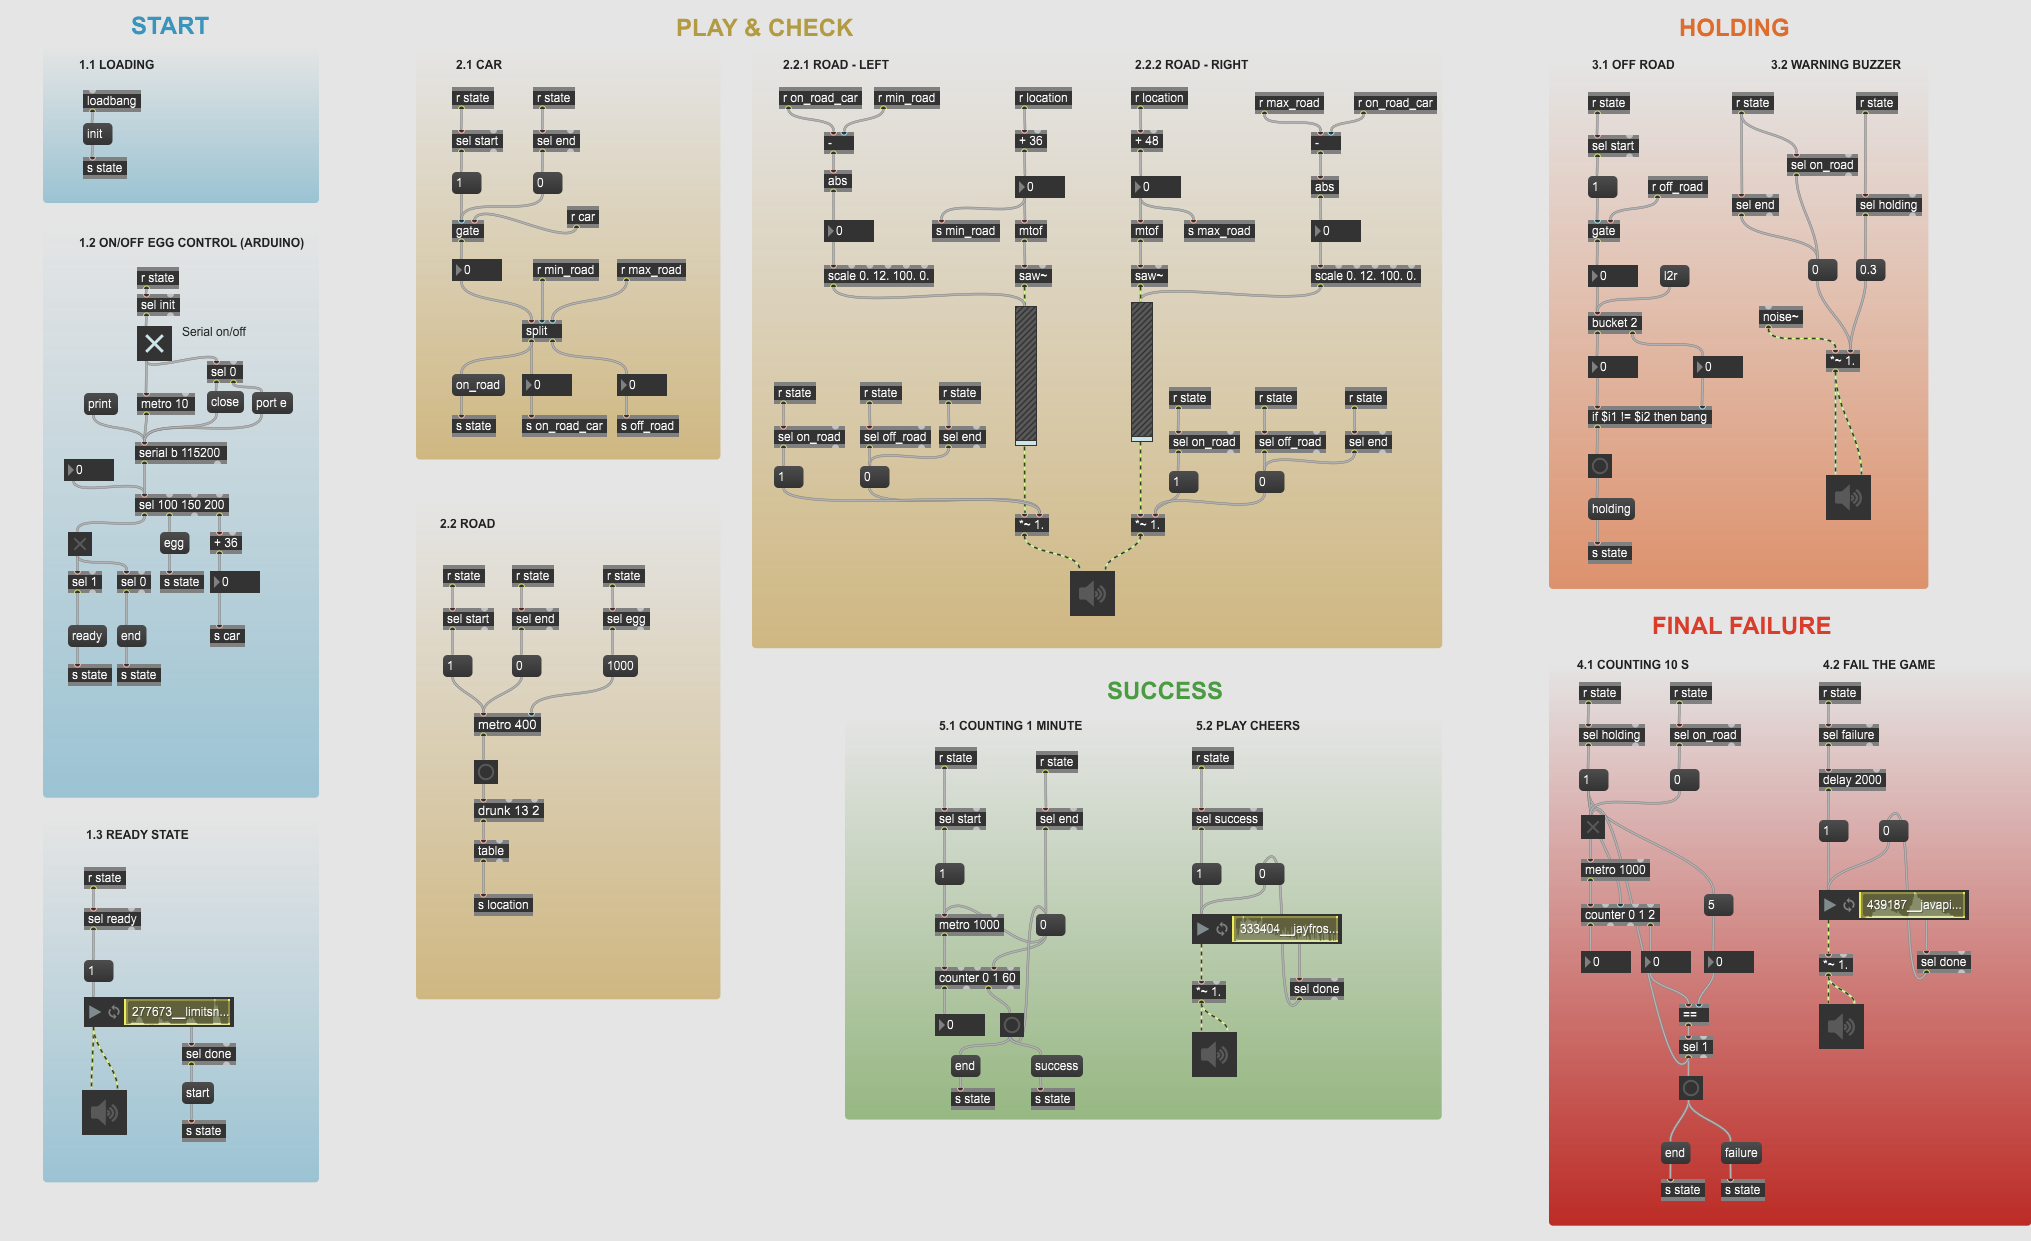 START
1.1 LOADING
loadbang
init
s state
1.2 ON/OFF EGG CONTROL (ARDUINO)
r state
sel init
Serial on/off
sel 0
print
metro 10
close
port e
serial b 115200
0
sel 100 150 200
egg
+ 36
sel 1
sel 0
s state
0
ready
end
s car
s state
s state
1.3 READY STATE
r state
sel ready
1
277673__limitsn...
sel done
start
s state
PLAY & CHECK
2.1 CAR
r state
r state
sel start
sel end
1
0
r car
gate
0
r min_road
r max_road
split
on_road
0
0
s state
s on_road_car
s off_road
2.2 ROAD
r state
r state
r state
sel start
sel end
sel egg
1
0
1000
metro 400
drunk 13 2
table
s location
2.2.1 ROAD - LEFT
r on_road_car
r min_road
r location
-
+ 36
abs
0
0
s min_road
mtof
scale 0. 12. 100. 0.
saw~
r state
r state
r state
sel on_road
sel off_road
sel end
1
0
*~ 1.
2.2.2 ROAD - RIGHT
r location
r max_road
r on_road_car
+ 48
-
abs
0
mtof
s max_road
0
saw~
scale 0. 12. 100. 0.
r state
r state
r state
sel on_road
sel off_road
sel end
1
0
*~ 1.
SUCCESS
5.1 COUNTING 1 MINUTE
r state
r state
sel start
sel end
1
metro 1000
0
counter 0 1 60
0
end
success
s state
s state
5.2 PLAY CHEERS
r state
sel success
1
0
333404__jayfros...
sel done
*~ 1.
HOLDING
3.1 OFF ROAD
r state
sel start
1
r off_road
gate
0
l2r
bucket 2
0
0
if $i1 != $i2 then bang
holding
s state
3.2 WARNING BUZZER
r state
r state
sel on_road
sel end
sel holding
0
0.3
noise~
*~ 1.
FINAL FAILURE
4.1 COUNTING 10 S
r state
r state
sel holding
sel on_road
1
0
metro 1000
counter 0 1 2
5
0
0
0
==
sel 1
end
failure
s state
s state
4.2 FAIL THE GAME
r state
sel failure
delay 2000
1
0
439187__javapi...
*~ 1.
sel done